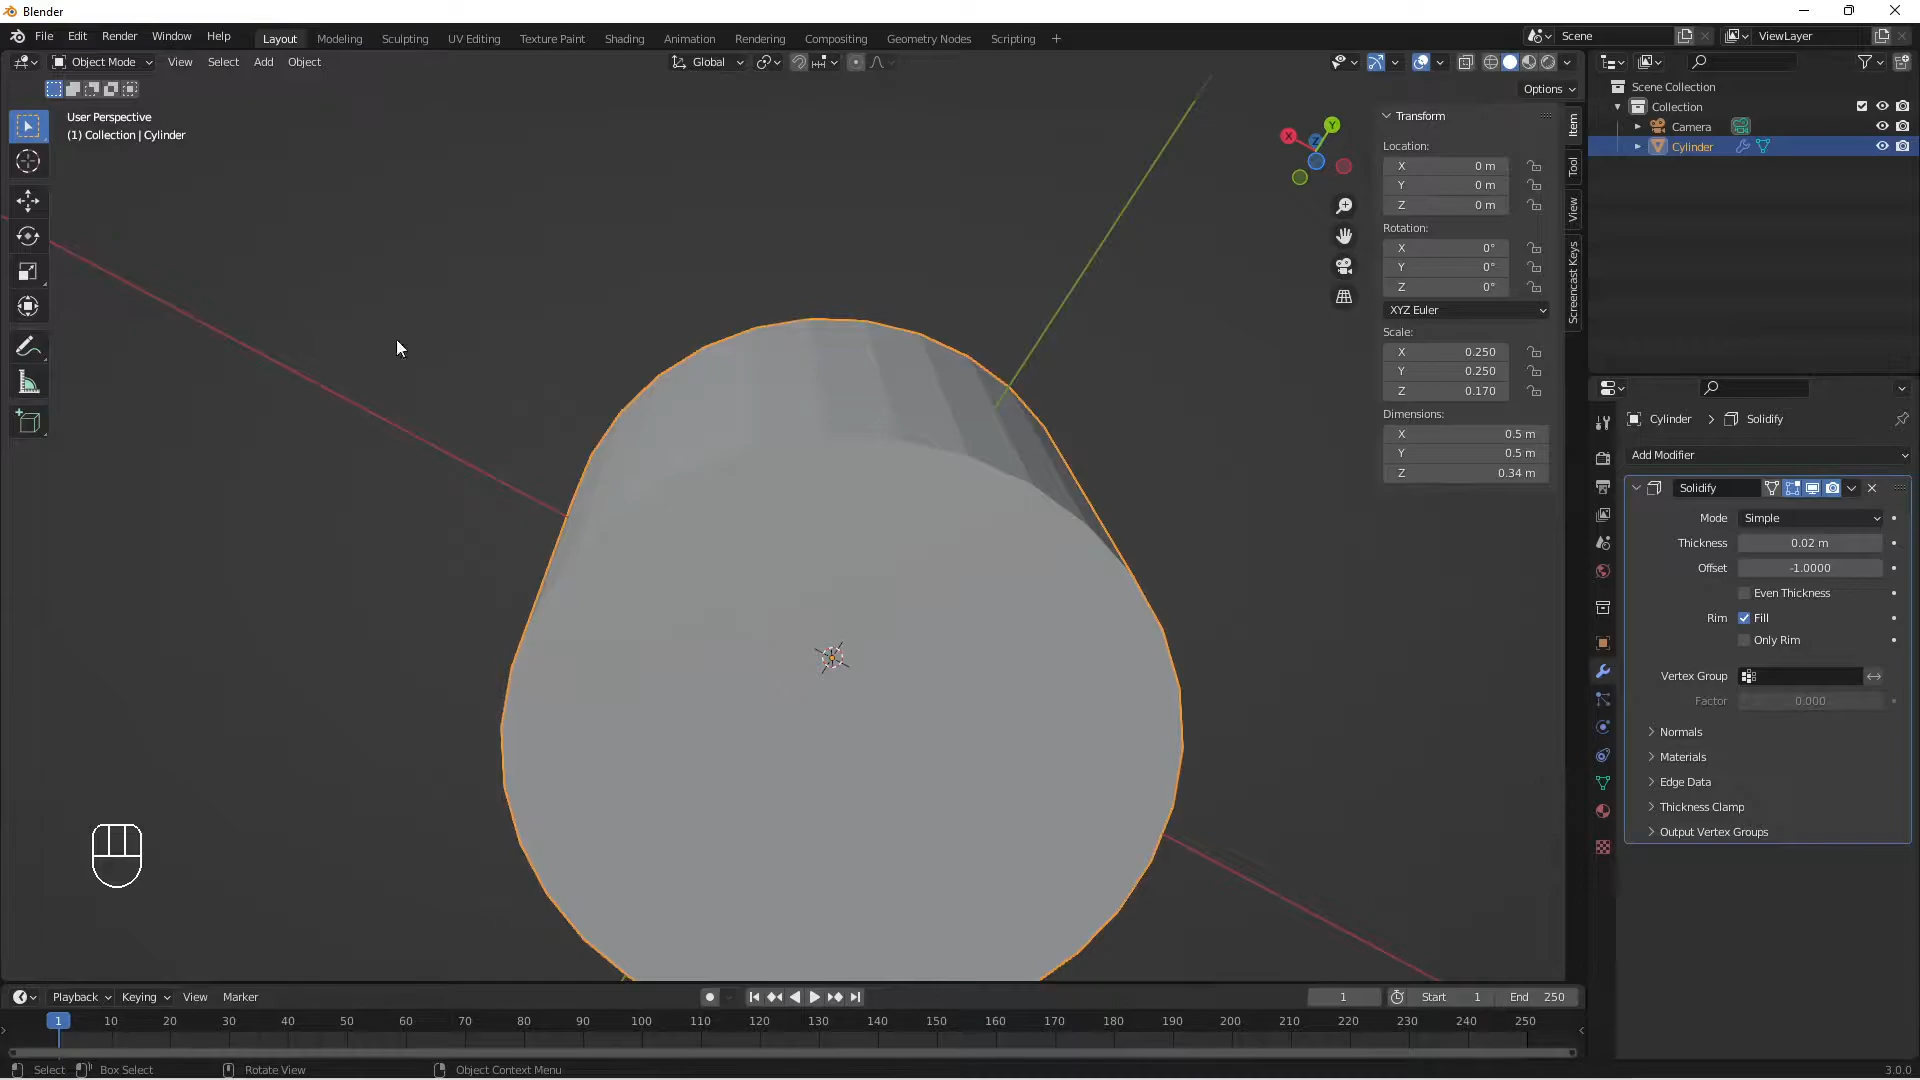 Blender
File Edit Render Window Help
Layout Modeling Sculpting UV Editing Texture Paint Shading Animation Rendering Compositing Geometry Nodes Scripting +
Scene
ViewLayer
Object Mode View Select Add Object
Global
Options
User Perspective
(1) Collection | Cylinder
X
Y
Z
Transform
Location:
X 0 m
Y 0 m
Z 0 m
Rotation:
X 0°
Y 0°
Z 0°
XYZ Euler
Scale:
X 0.250
Y 0.250
Z 0.170
Dimensions:
X 0.5 m
Y 0.5 m
Z 0.34 m
Item
Tool
View
Screencast Keys
Scene Collection
Collection
Camera
Cylinder
Cylinder > Solidify
Add Modifier
Solidify
Mode Simple
Thickness 0.02 m
Offset -1.0000
Even Thickness
Rim Fill
Only Rim
Vertex Group
Factor 0.000
Normals
Materials
Edge Data
Thickness Clamp
Output Vertex Groups
Playback Keying View Marker
1 Start 1 End 250
1 10 20 30 40 50 60 70 80 90 100 110 120 130 140 150 160 170 180 190 200 210 220 230 240 250
Select Box Select Rotate View Object Context Menu
3.0.0